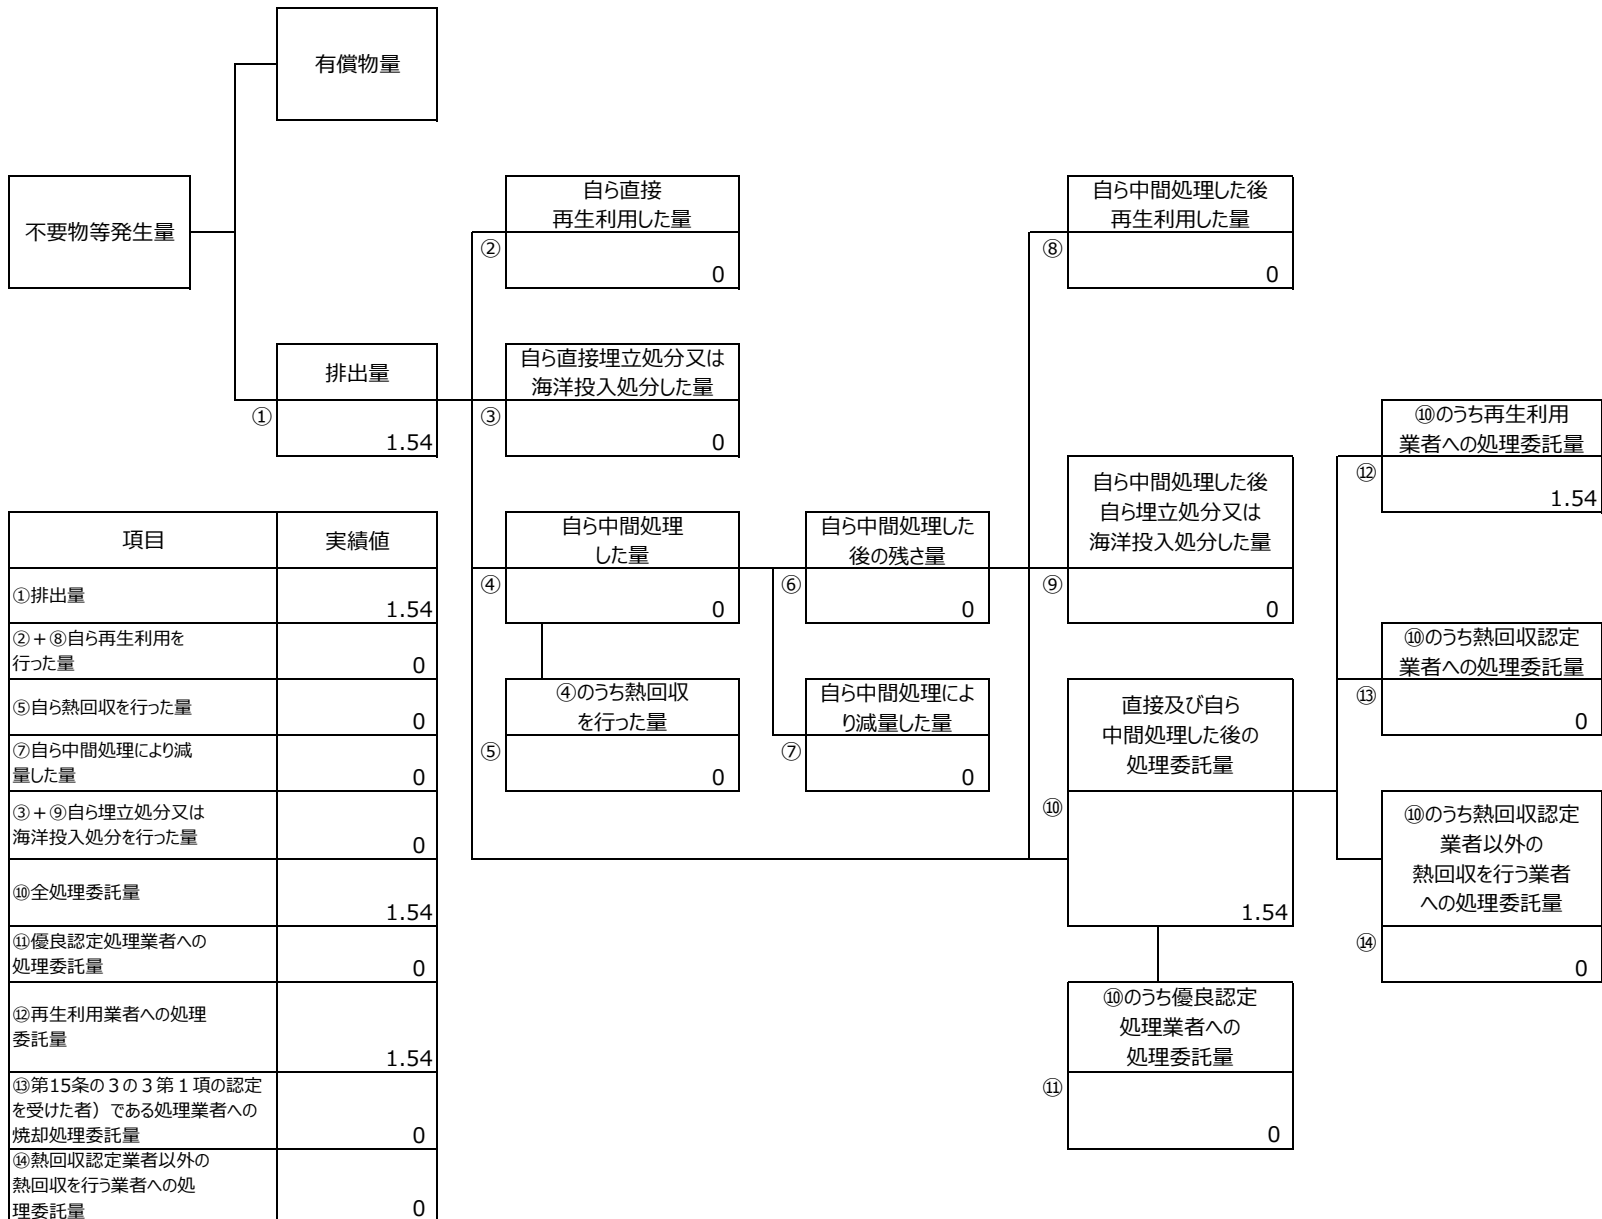 有償物量
不要物等発生量
自ら直接
再生利用した量
②
0
自ら中間処理した後
再生利用した量
⑧
0
排出量
①
1.54
自ら直接埋立処分又は
海洋投入処分した量
③
0
⑩のうち再生利用
業者への処理委託量
⑫
1.54
自ら中間処理
した量
④
0
自ら中間処理した
後の残さ量
⑥
0
自ら中間処理した後
自ら埋立処分又は
海洋投入処分した量
⑨
0
⑩のうち熱回収認定
業者への処理委託量
⑬
0
④のうち熱回収
を行った量
⑤
0
自ら中間処理によ
り減量した量
⑦
0
直接及び自ら
中間処理した後の
処理委託量
⑩
1.54
⑩のうち熱回収認定
業者以外の
熱回収を行う業者
への処理委託量
⑭
0
⑩のうち優良認定
処理業者への
処理委託量
⑪
0
項目 実績値
①排出量
1.54
②+⑧自ら再生利用を
行った量
0
⑤自ら熱回収を行った量
0
⑦自ら中間処理により減
量した量
0
③+⑨自ら埋立処分又は
海洋投入処分を行った量
0
⑩全処理委託量
1.54
⑪優良認定処理業者への
処理委託量
0
⑫再生利用業者への処理
委託量
1.54
⑬第15条の3の3第1項の認定
を受けた者）である処理業者への
焼却処理委託量
0
⑭熱回収認定業者以外の
熱回収を行う業者への処
理委託量
0